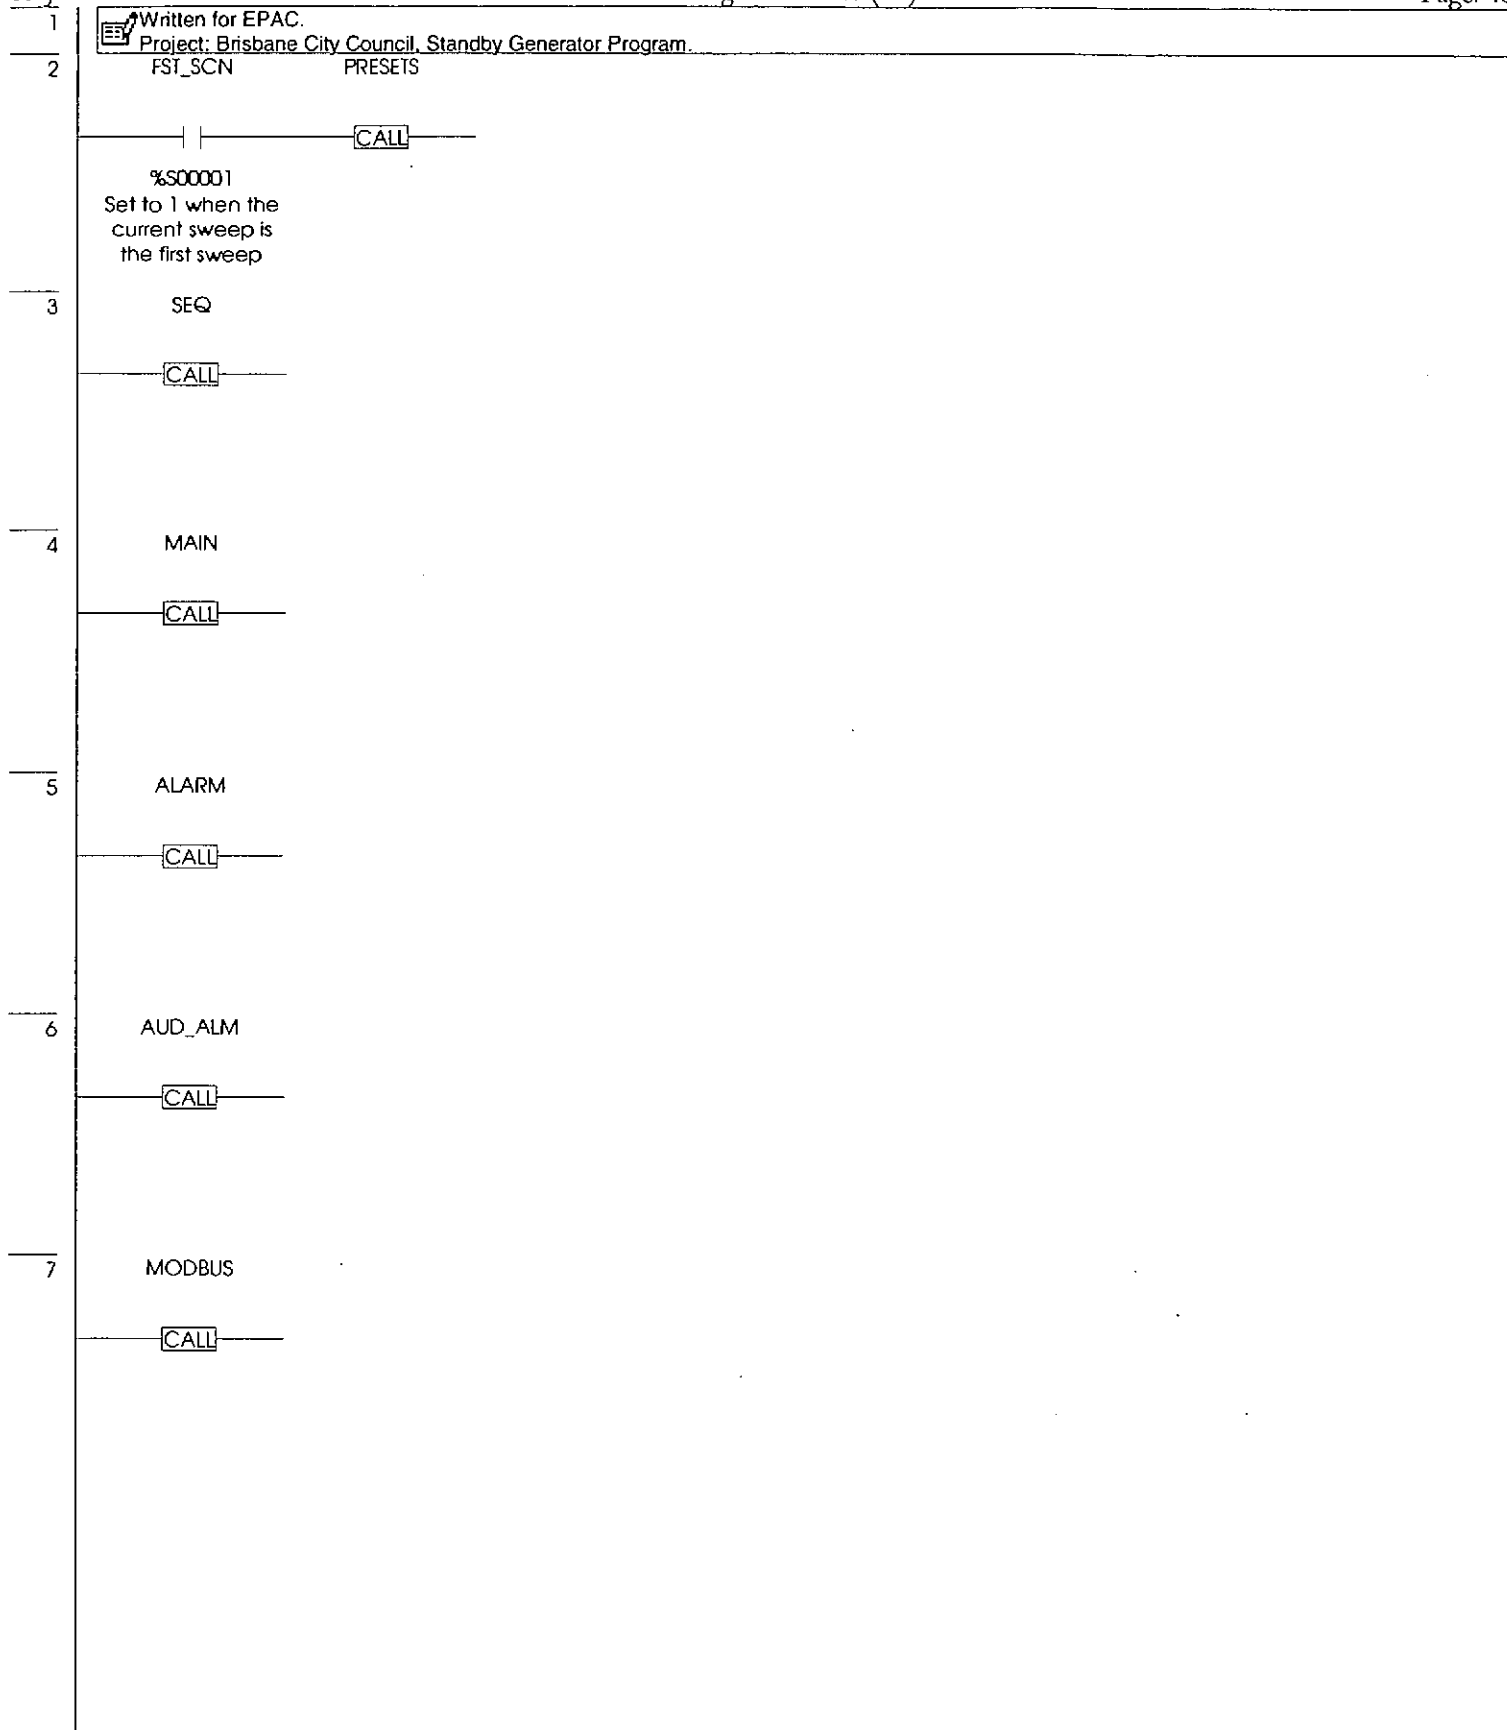 1
Written for EPAC.
Project: Brisbane City Council, Standby Generator Program.
2
FST_SCN PRESETS
CALL
%S00001
Set to 1 when the
current sweep is
the first sweep
3
SEQ
CALL
4
MAIN
CALL
5
ALARM
CALL
6
AUD_ALM
CALL
7
MODBUS
CALL